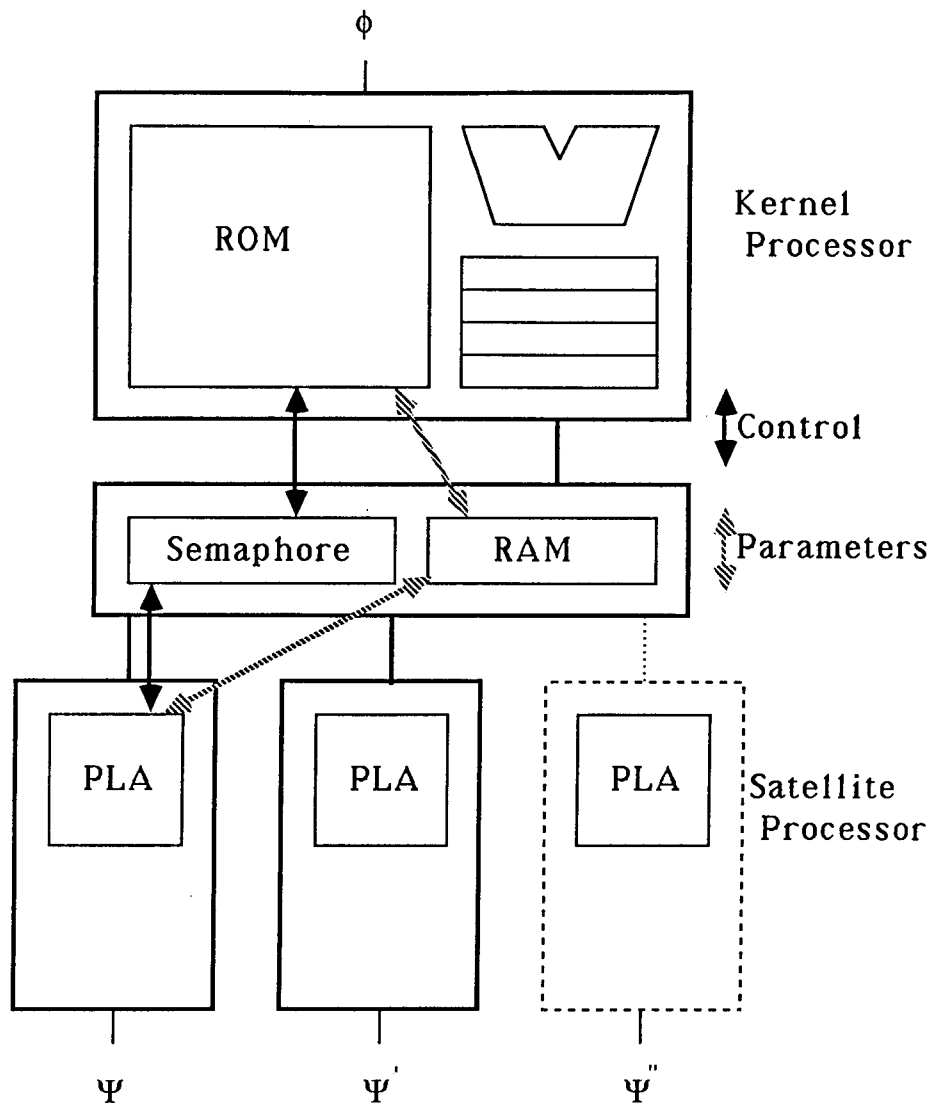 ϕ
ROM
Kernel
Processor
Control
Semaphore
RAM
Parameters
PLA
PLA
PLA
Satellite
Processor
Ψ
Ψ'
Ψ"